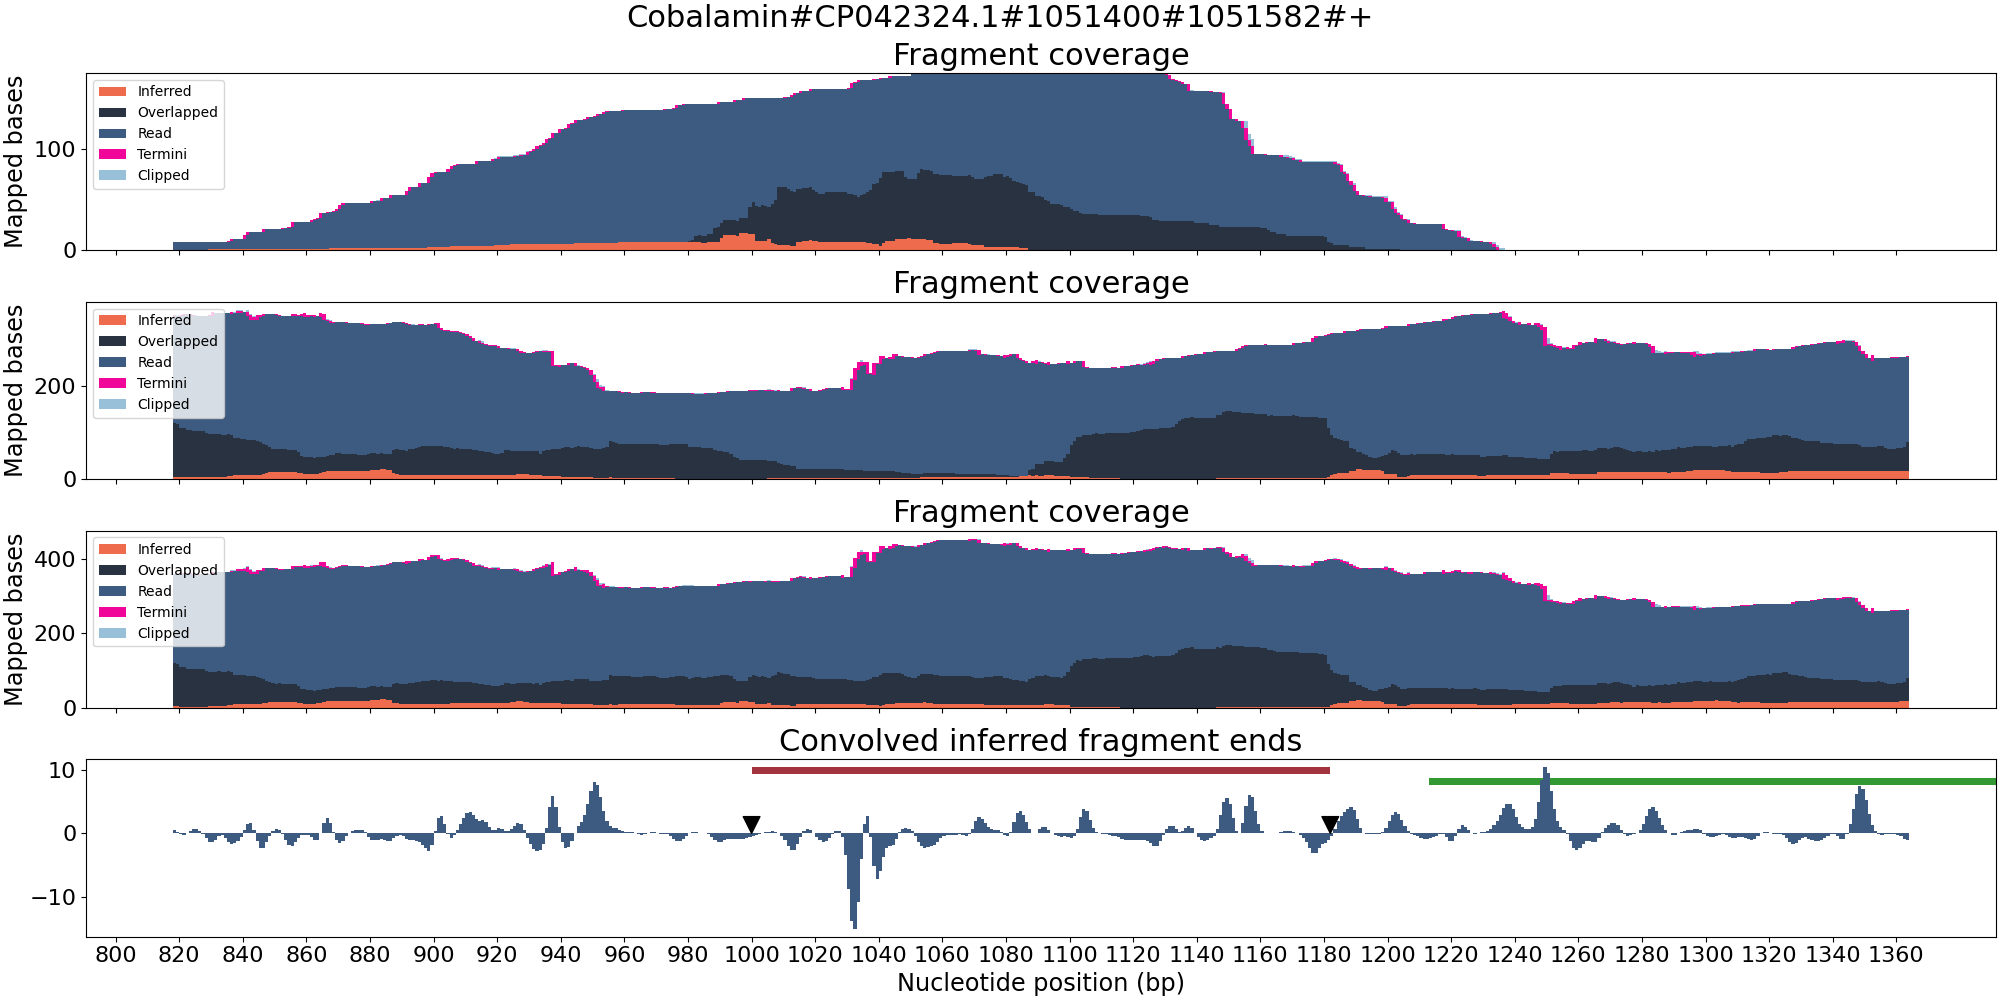 Cobalamin#CP042324.1#1051400#1051582#+
Fragment coverage
Mapped bases
100
0
Inferred
Overlapped
Read
Termini
Clipped
Fragment coverage
Mapped bases
200
0
Inferred
Overlapped
Read
Termini
Clipped
Fragment coverage
Mapped bases
400
200
0
Inferred
Overlapped
Read
Termini
Clipped
Convolved inferred fragment ends
10
0
−10
800 820 840 860 880 900 920 940 960 980 1000 1020 1040 1060 1080 1100 1120 1140 1160 1180 1200 1220 1240 1260 1280 1300 1320 1340 1360
Nucleotide position (bp)